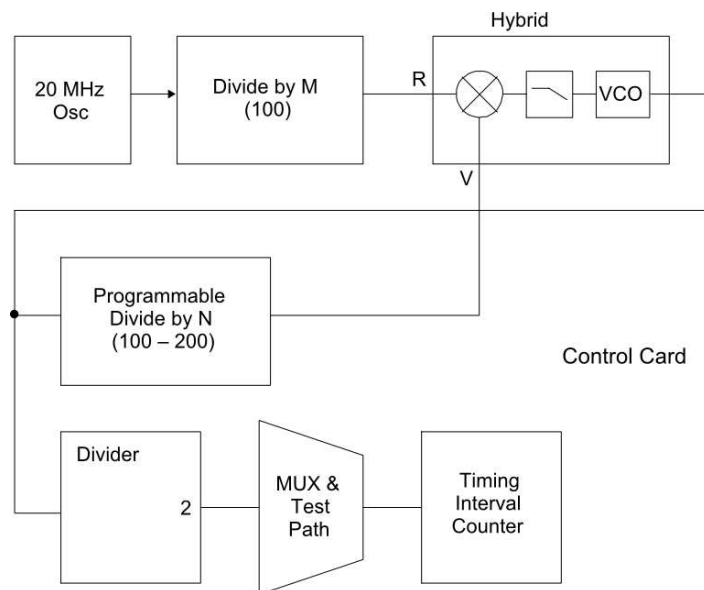 Hybrid
20 MHz
Osc
Divide by M
(100)
R
VCO
V
Programmable
Divide by N
(100 – 200)
Control Card
Divider
2
MUX &
Test
Path
Timing
Interval
Counter